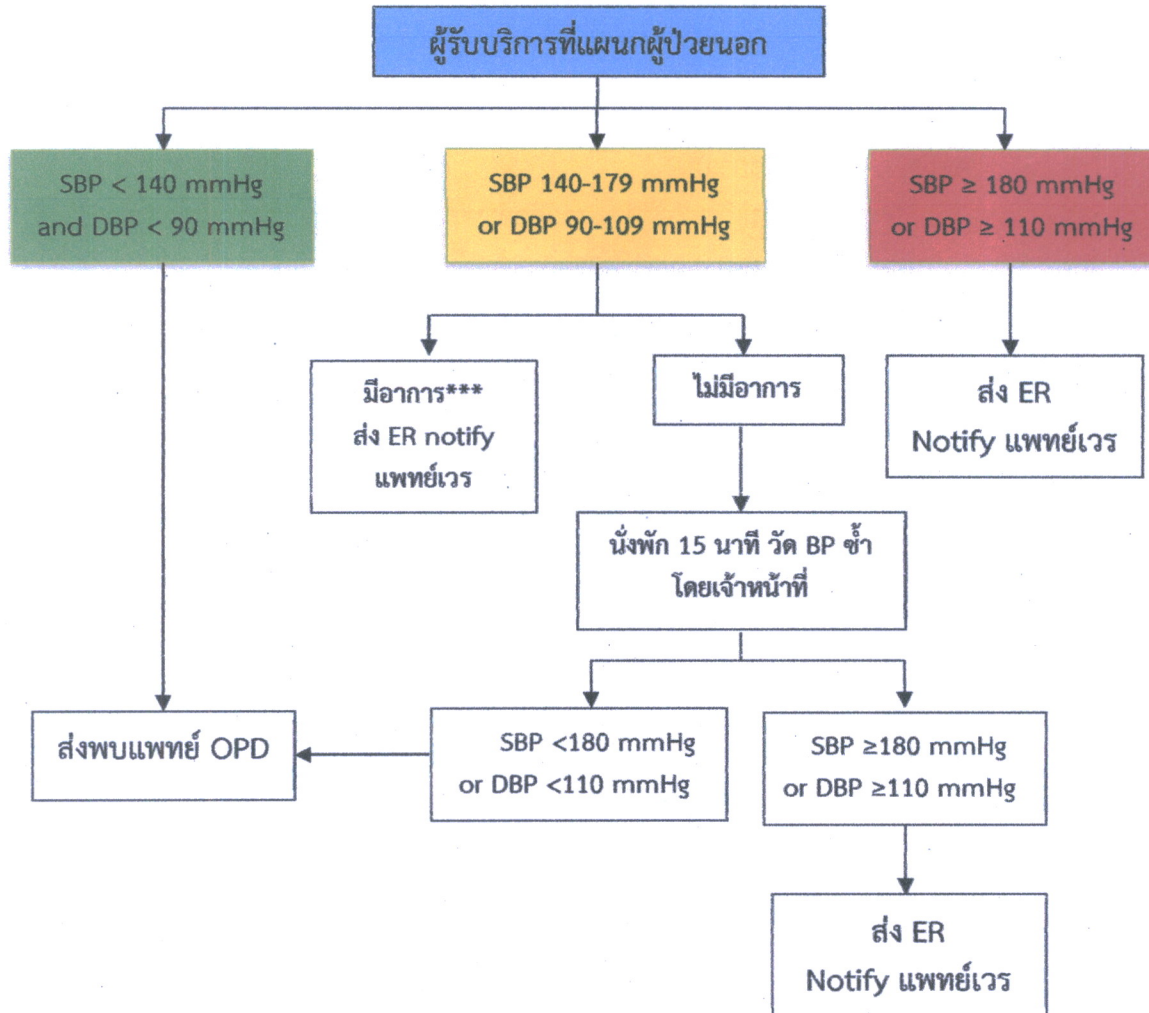 ผู้รับบริการที่แผนกผู้ป่วยนอก
SBP < 140 mmHg
and DBP < 90 mmHg
SBP 140-179 mmHg
or DBP 90-109 mmHg
SBP ≥ 180 mmHg
or DBP ≥ 110 mmHg
มีอาการ***
ส่ง ER notify
แพทย์เวร
ไม่มีอาการ
ส่ง ER
Notify แพทย์เวร
นั่งพัก 15 นาที วัด BP ซ้ำ
โดยเจ้าหน้าที่
ส่งพบแพทย์ OPD
SBP <180 mmHg
or DBP <110 mmHg
SBP ≥180 mmHg
or DBP ≥110 mmHg
ส่ง ER
Notify แพทย์เวร